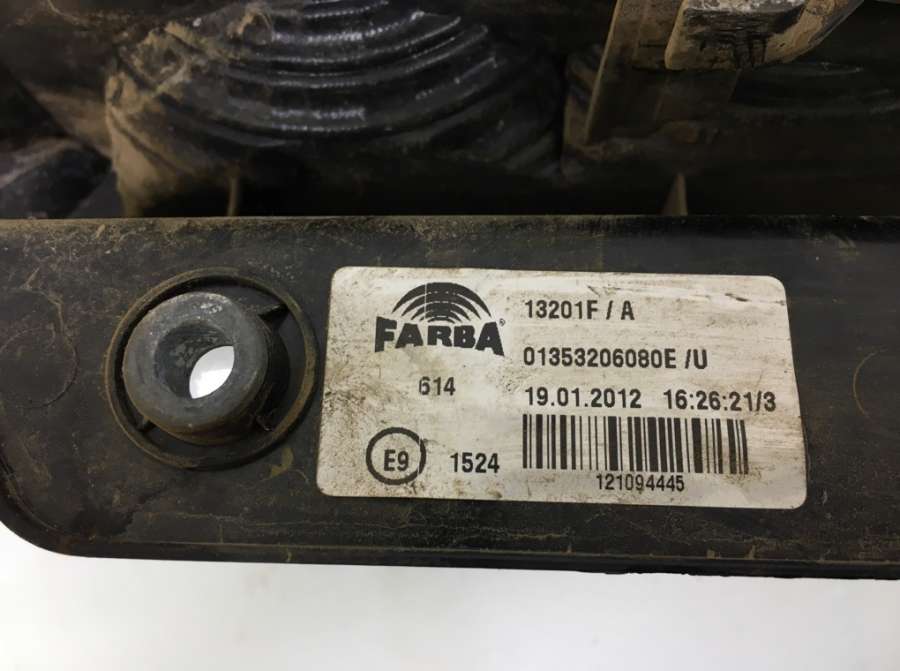 FARBA®
614
E9
1524
13201F / A
01353206080E /U
19.01.2012 16:26:21/3
121094445